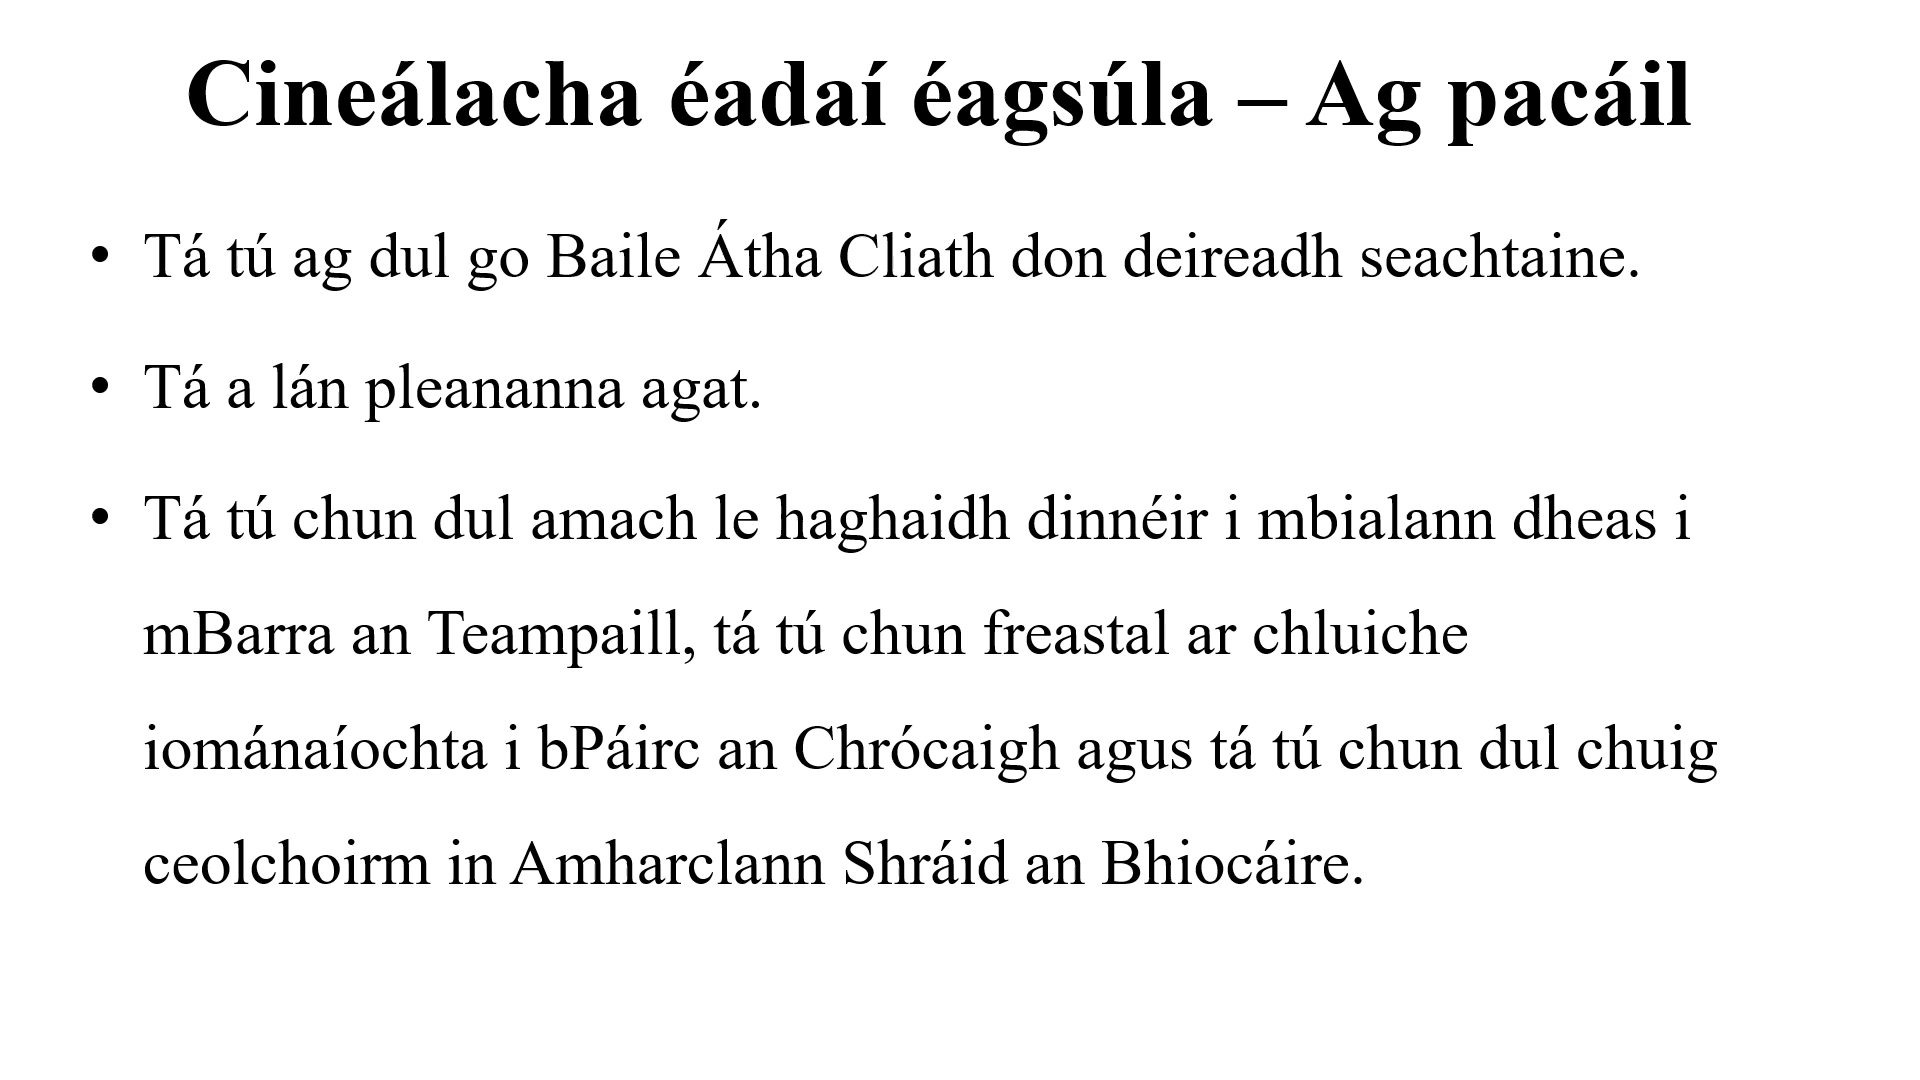 Cineálacha éadaí éagsúla – Ag pacáil
• Tá tú ag dul go Baile Átha Cliath don deireadh seachtaine.
• Tá a lán pleananna agat.
• Tá tú chun dul amach le haghaidh dinnéir i mbialann dheas i
mBarra an Teampaill, tá tú chun freastal ar chluiche
iománaíochta i bPáirc an Chrócaigh agus tá tú chun dul chuig
ceolchoirm in Amharclann Shráid an Bhiocáire.